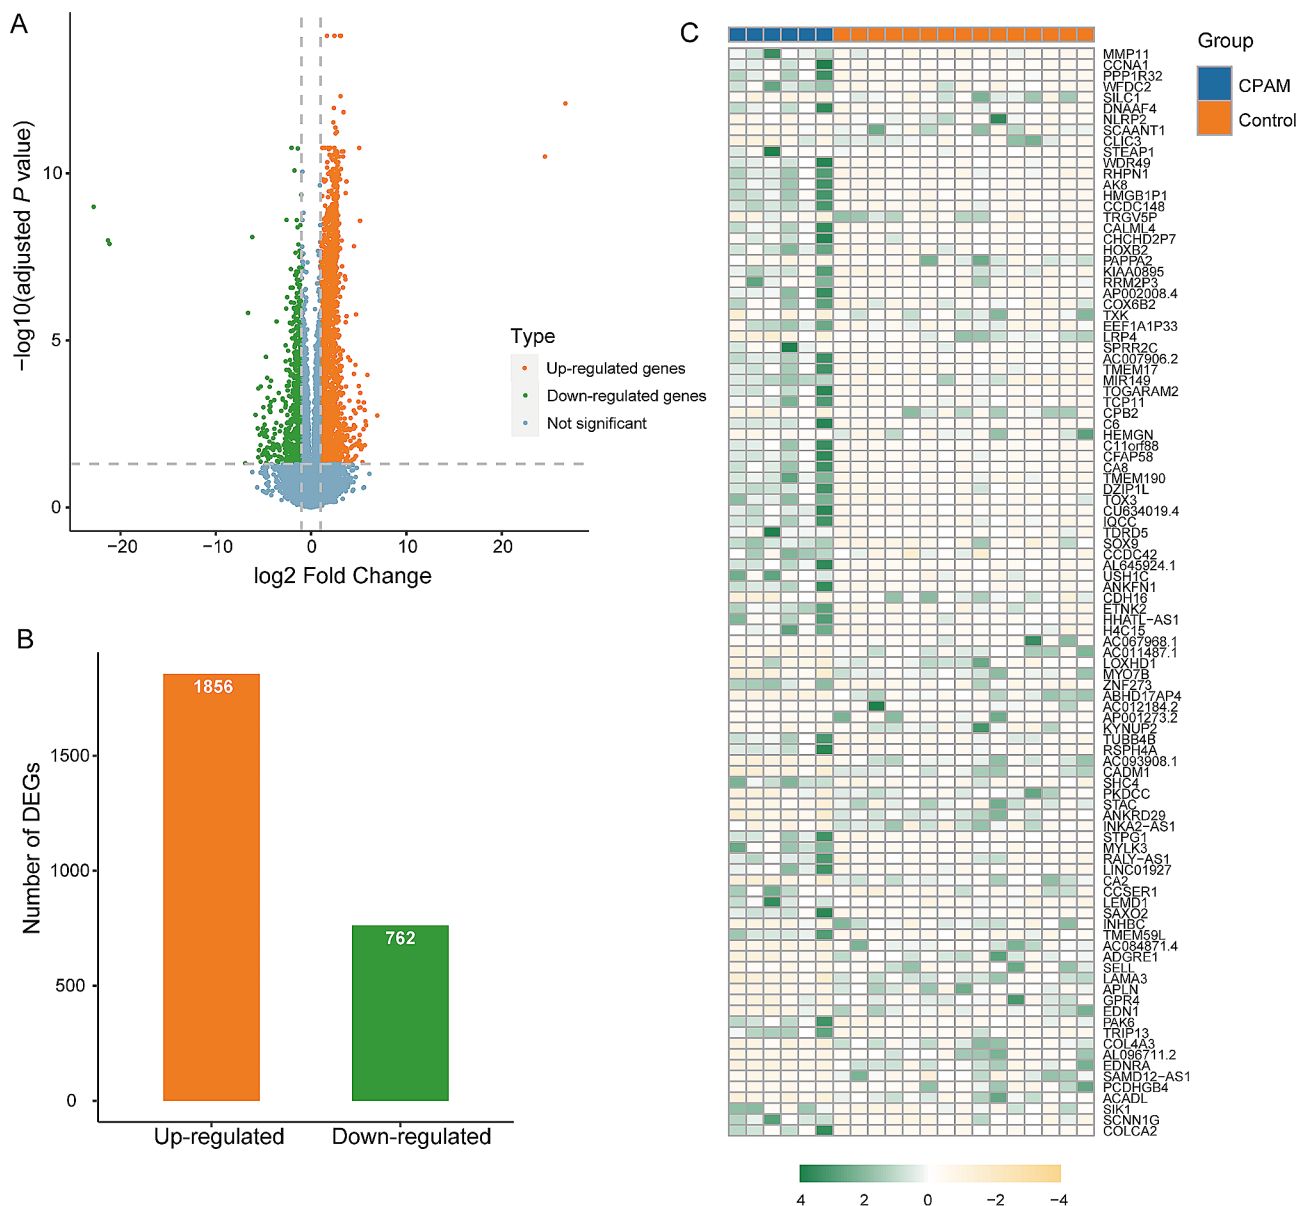 A
−log10(adjusted P value)
10
5
0
−20
−10
0
10
20
log2 Fold Change
Type
Up-regulated genes
Down-regulated genes
Not significant
B
Number of DEGs
1500
1000
500
0
1856
762
Up-regulated
Down-regulated
C
Group
CPAM
Control
MMP11
CCNA1
PPP1R32
WFDC2
SILC1
DNAAF4
NLRP2
SCAANT1
CLIC3
STEAP1
WDR49
RHPN1
AK8
HMGB1P1
CCDC148
TRGV5P
CALML4
CHCHD2P7
HOXB2
PAPPA2
KIAA0895
RRM2P3
AP002008.4
COX6B2
TXK
EEF1A1P33
LRP4
SPRR2C
AC007906.2
TMEM17
MIR149
TOGARAM2
TCP11
CPB2
C6
HEMGN
C11orf88
CFAP58
CA8
TMEM190
DZIP1L
TOX3
CU634019.4
IQCC
TDRD5
SOX9
CCDC42
AL645924.1
USH1C
ANKFN1
CDH16
ETNK2
HHATL−AS1
H4C15
AC067968.1
AC011487.1
LOXHD1
MYO7B
ZNF273
ABHD17AP4
AC012184.2
AP001273.2
KYNUP2
TUBB4B
RSPH4A
AC093908.1
CADM1
SHC4
PKDCC
STAC
ANKRD29
INKA2−AS1
STPG1
MYLK3
RALY−AS1
LINC01927
CA2
CCSER1
LEMD1
SAXO2
INHBC
TMEM59L
AC084871.4
ADGRE1
SELL
LAMA3
APLN
GPR4
EDN1
PAK6
TRIP13
COL4A3
AL096711.2
EDNRA
SAMD12−AS1
PCDHGB4
ACADL
SIK1
SCNN1G
COLCA2
4
2
0
−2
−4